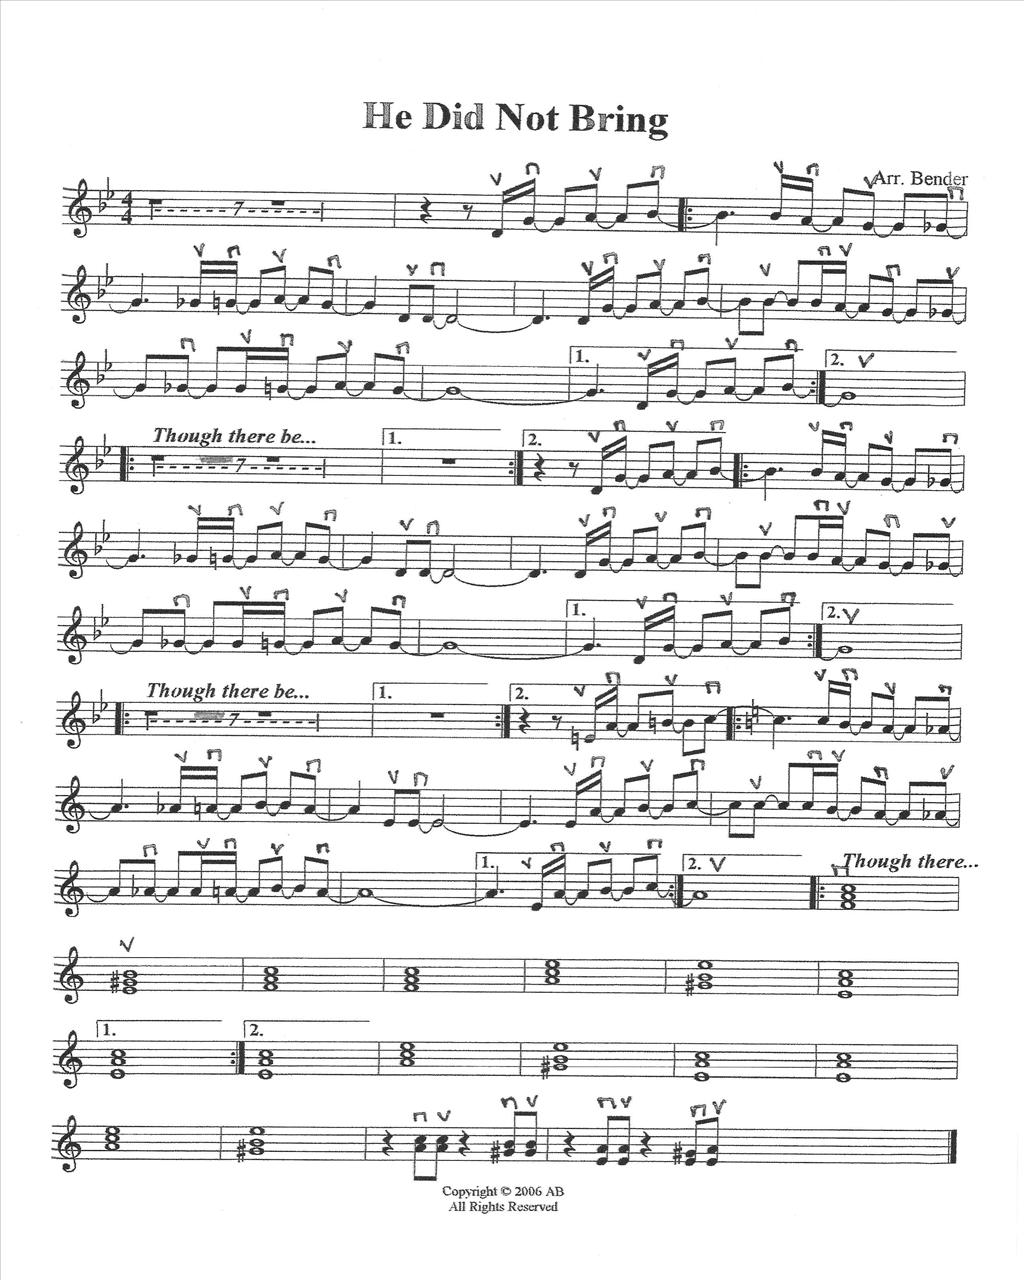 He Did Not Bring
Arr. Bender
7
1.
2.
Though there be...
7
1.
2.
1.
2.
Though there be...
7
1.
2.
1.
2.
Though there...
1.
2.
Copyright © 2006 AB
All Rights Reserved